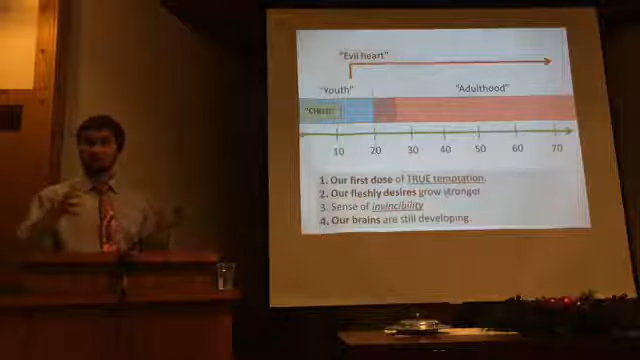 "Evil heart"
"Youth" "Adulthood"
"CHILD"
10 20 30 40 50 60 70
1. Our first dose of TRUE temptation.
2. Our fleshly desires grow stronger
3. Sense of invincibility
4. Our brains are still developing.